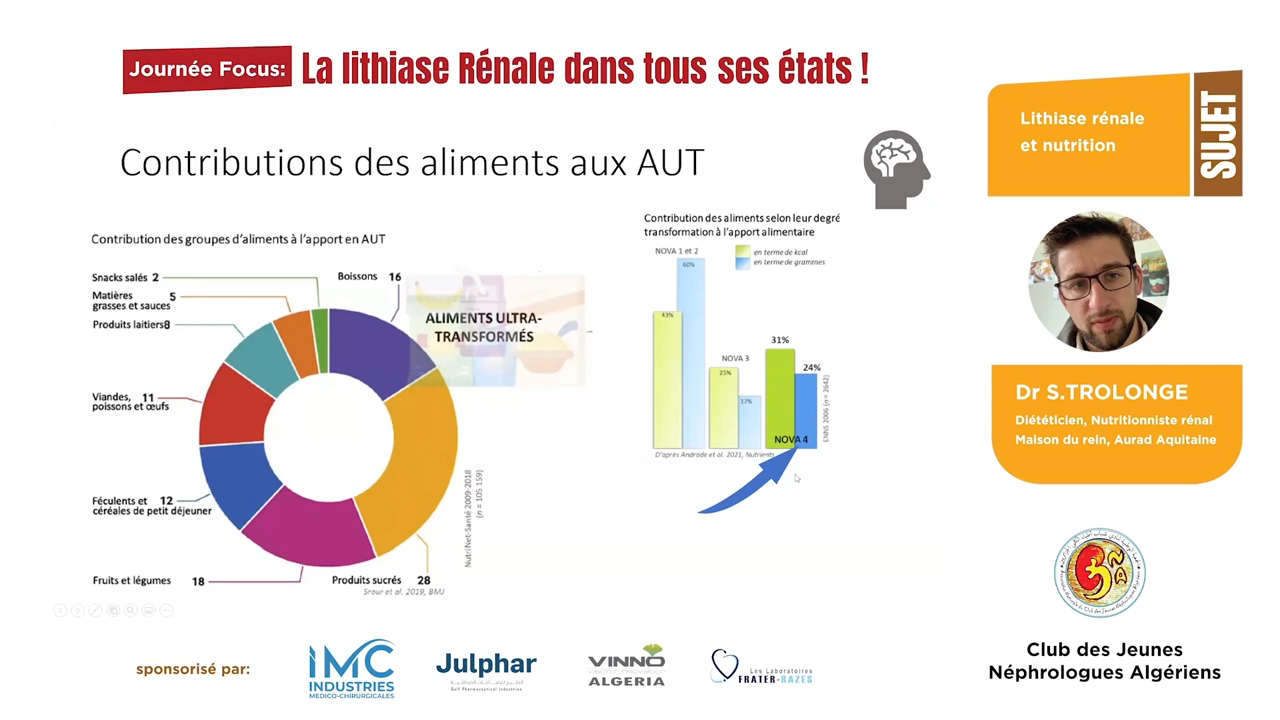 Journée Focus: La lithiase Rénale dans tous ses états !
SUJET
Lithiase rénale
et nutrition
Contributions des aliments aux AUT
Contribution des groupes d'aliments à l'apport en AUT
Snacks salés 2
Boissons 16
Matières
grasses et sauces 5
Produits laitiers 8
ALIMENTS ULTRA-
TRANSFORMÉS
Viandes,
poissons et œufs 11
Féculents et
céréales de petit déjeuner 12
Fruits et légumes 18
Produits sucrés 28
Srour et al. 2019, BMJ
NutriNet-Santé 2009-2018
(n = 105 159)
Contribution des aliments selon leur degré
transformation à l'apport alimentaire
NOVA 1 et 2
en terme de kcal
en terme de grammes
60%
43%
NOVA 3
25%
17%
31%
24%
NOVA 4
ENNS 2006 (n = 2642)
D'après Andrade et al. 2021, Nutrients
Dr S.TROLONGE
Diététicien, Nutritionniste rénal
Maison du rein, Aurad Aquitaine
Club des Jeunes
Néphrologues Algériens
sponsorisé par:
IMC
INDUSTRIES
MEDICO-CHIRURGICALES
Julphar
Gulf Pharmaceutical Industries
VINNO
ALGERIA
Les Laboratoires
FRATER-RAZES